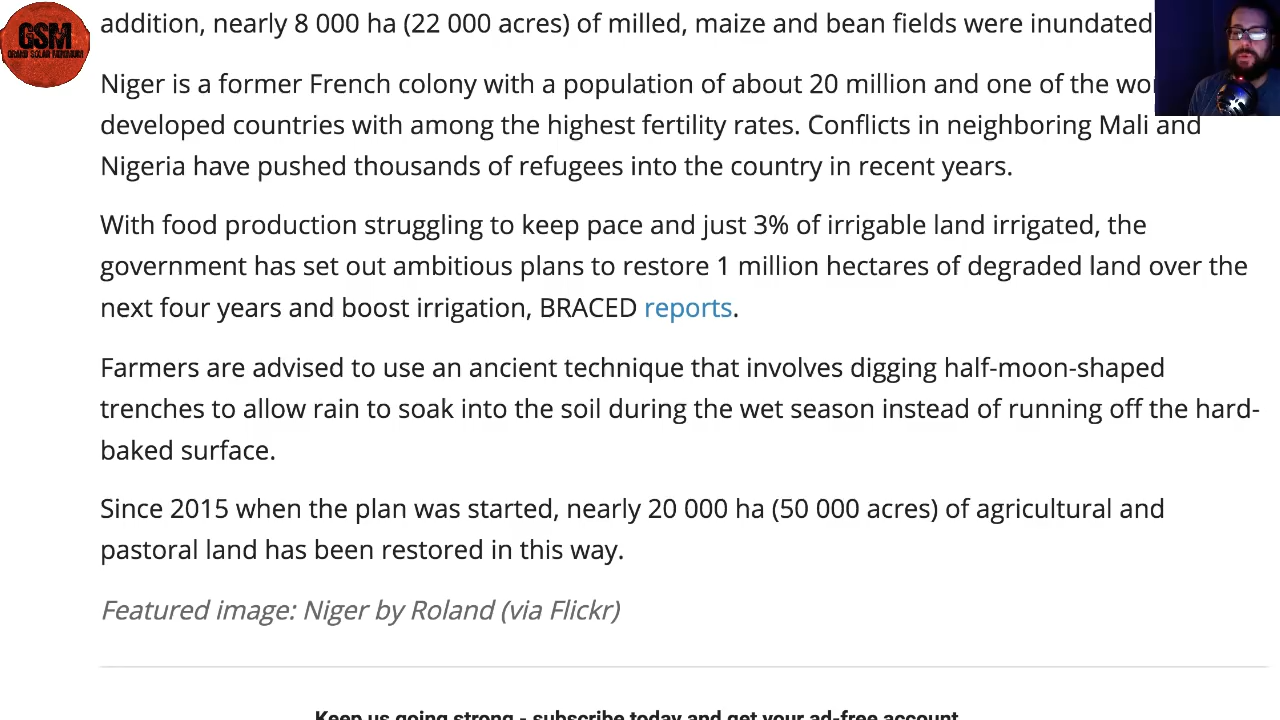 GSM
GRAND SOLAR MINIMUM
addition, nearly 8 000 ha (22 000 acres) of milled, maize and bean fields were inundated
Niger is a former French colony with a population of about 20 million and one of the wor
developed countries with among the highest fertility rates. Conflicts in neighboring Mali and
Nigeria have pushed thousands of refugees into the country in recent years.
With food production struggling to keep pace and just 3% of irrigable land irrigated, the
government has set out ambitious plans to restore 1 million hectares of degraded land over the
next four years and boost irrigation, BRACED reports.
Farmers are advised to use an ancient technique that involves digging half-moon-shaped
trenches to allow rain to soak into the soil during the wet season instead of running off the hard-
baked surface.
Since 2015 when the plan was started, nearly 20 000 ha (50 000 acres) of agricultural and
pastoral land has been restored in this way.
Featured image: Niger by Roland (via Flickr)
Keep us going strong - subscribe today and get your ad-free account